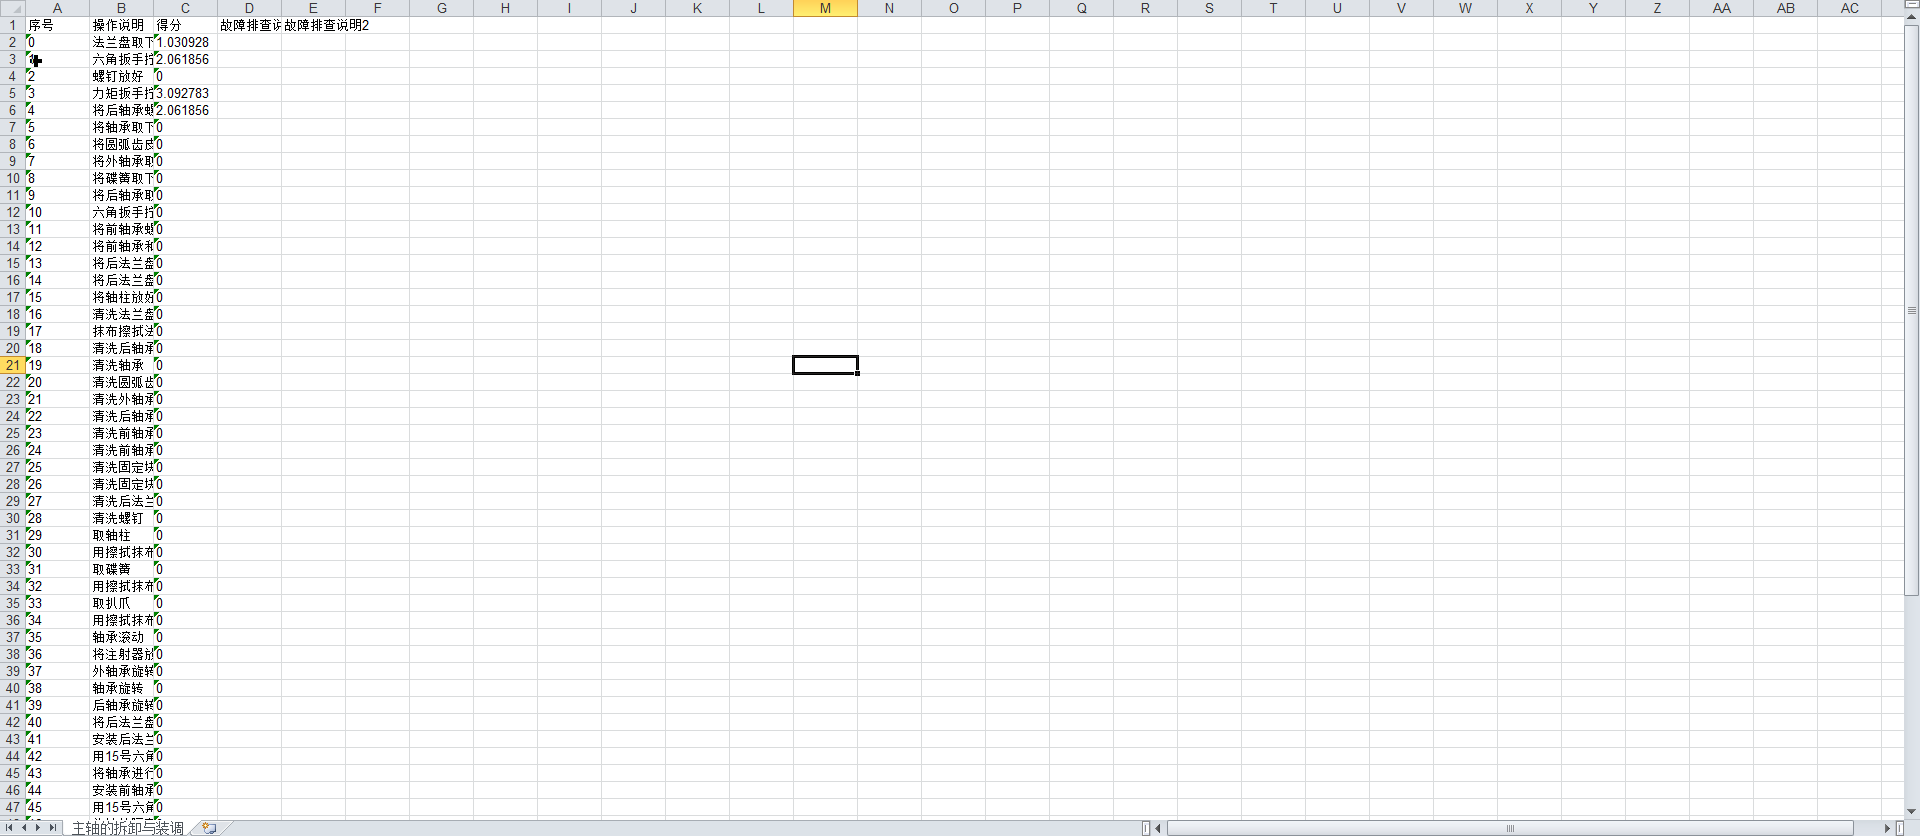 A B C D E F G H I J K L M N O P Q R S T U V W X Y Z AA AB AC
1 序号 操作说明 得分 故障排查 故障排查说明2
2 0 法兰盘取下 1.030928
3 六角扳手拧 2.061856
4 2 螺钉放好 0
5 3 力矩扳手拧 3.092783
6 4 将后轴承 2.061856
7 5 将轴承取下 0
8 6 将圆弧齿 0
9 7 将外轴承取 0
10 8 将碟簧取下 0
11 9 将后轴承取 0
12 10 六角扳手拧 0
13 11 将前轴承 0
14 12 将前轴承和 0
15 13 将后法兰盘 0
16 14 将后法兰盘 0
17 15 将轴柱放好 0
18 16 清洗法兰盘 0
19 17 抹布擦拭法 0
20 18 清洗后轴承 0
21 19 清洗轴承 0
22 20 清洗圆弧齿 0
23 21 清洗外轴承 0
24 22 清洗后轴承 0
25 23 清洗前轴承 0
26 24 清洗前轴承 0
27 25 清洗固定块 0
28 26 清洗固定块 0
29 27 清洗后法兰 0
30 28 清洗螺钉 0
31 29 取轴柱 0
32 30 用擦拭抹布 0
33 31 取碟簧 0
34 32 用擦拭抹布 0
35 33 取扒爪 0
36 34 用擦拭抹布 0
37 35 轴承滚动 0
38 36 将注射器放 0
39 37 外轴承旋转 0
40 38 轴承旋转 0
41 39 后轴承旋转 0
42 40 将后法兰盘 0
43 41 安装后法兰 0
44 42 用15号六角 0
45 43 将轴承进行 0
46 44 安装前轴承 0
47 45 用15号六角 0
主轴的拆卸与装调